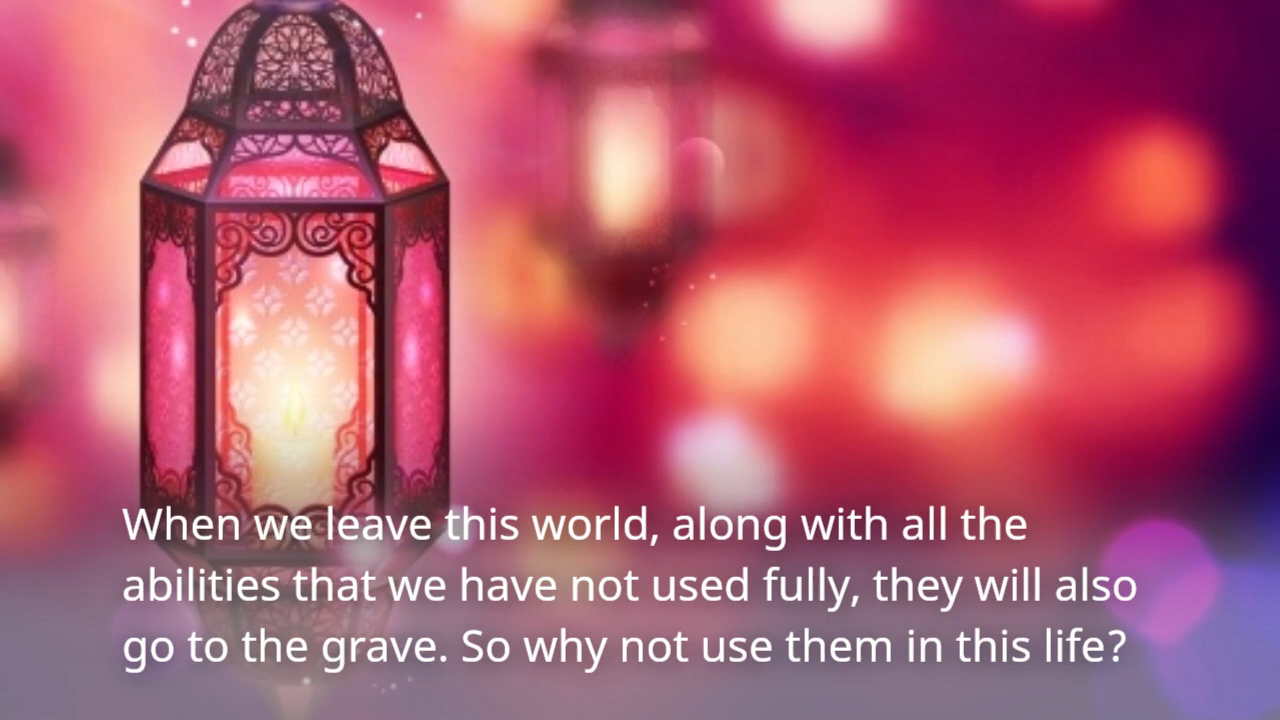 When we leave this world, along with all the
abilities that we have not used fully, they will also
go to the grave. So why not use them in this life?